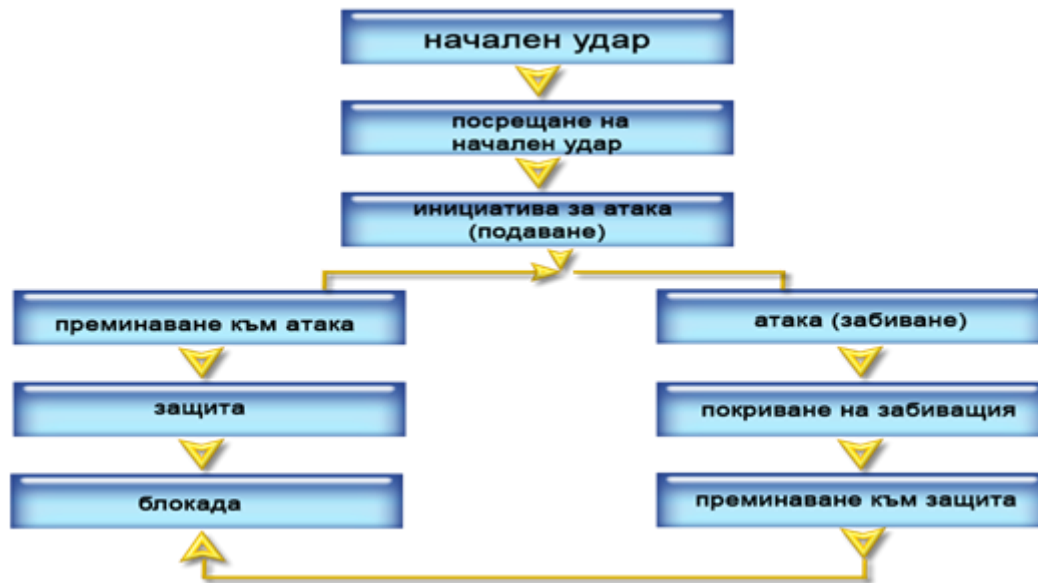 начален удар
посрещане на
начален удар
инициатива за атака
(подаване)
преминаване към атака
защита
блокада
атака (забиване)
покриване на забиващия
преминаване към защита